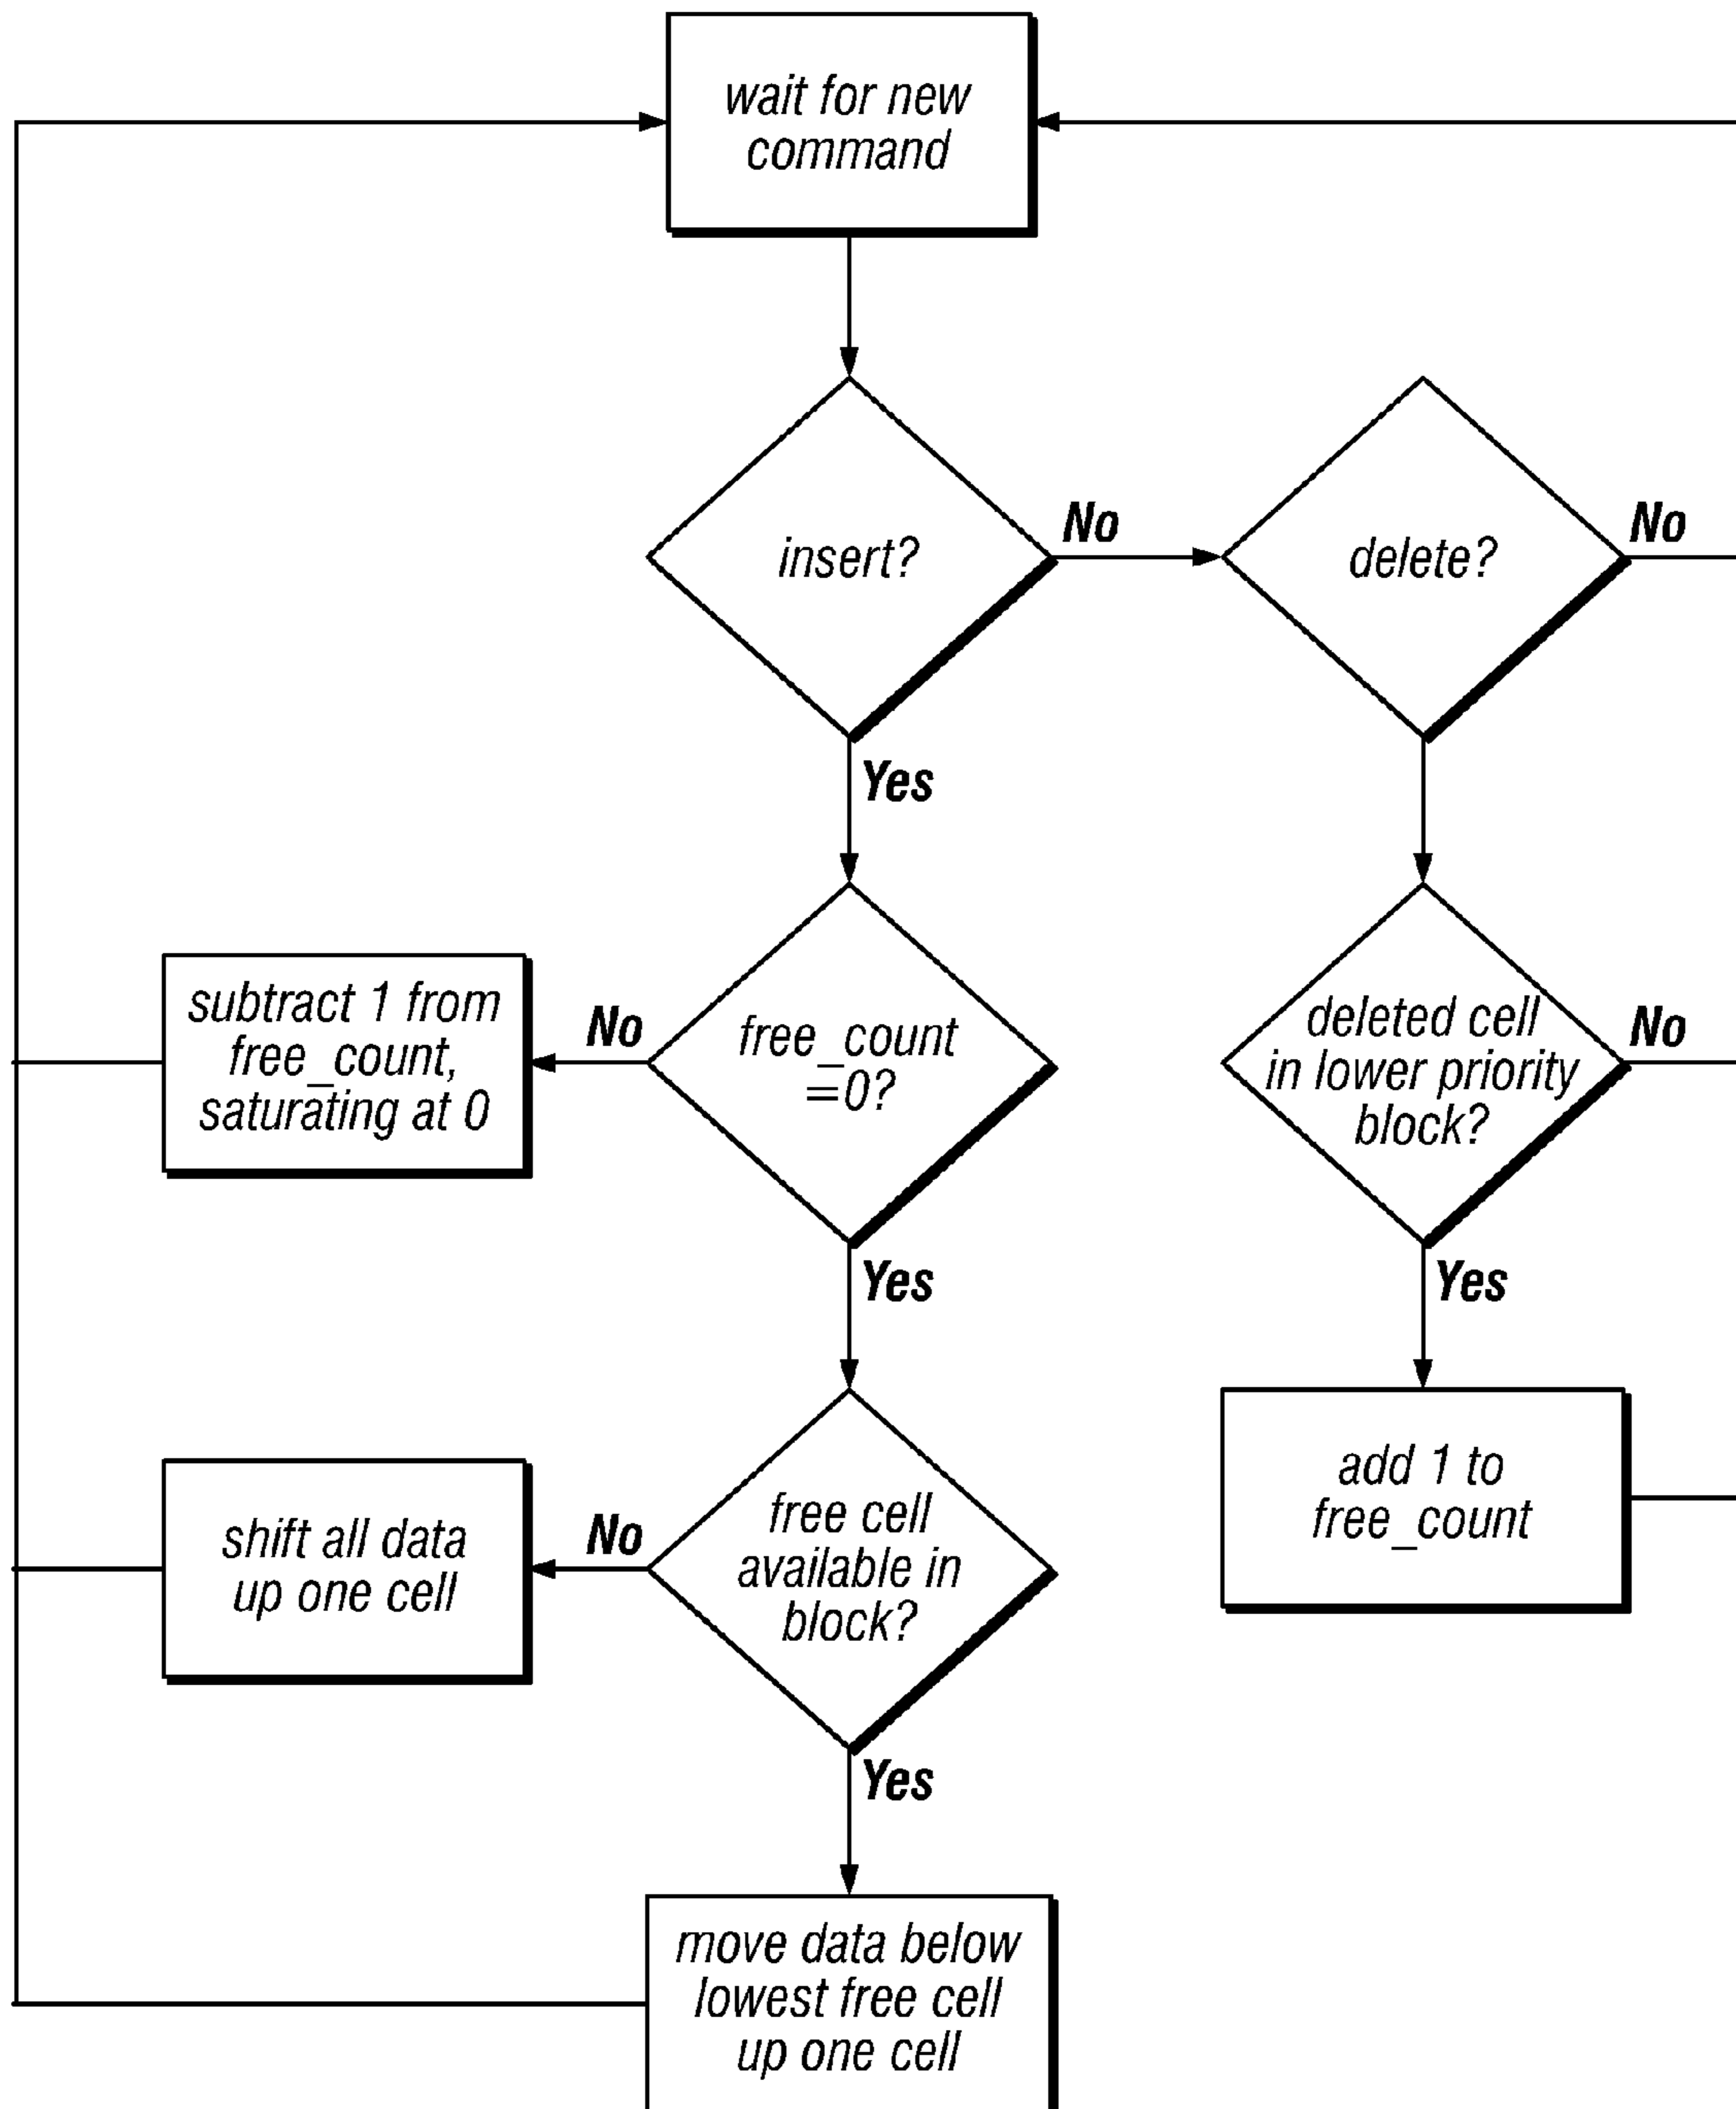 wait for new
command
insert?
No
delete?
No
Yes
subtract 1 from
free_count,
saturating at 0
No
free_count
=0?
deleted cell
in lower priority
block?
No
Yes
Yes
shift all data
up one cell
No
free cell
available in
block?
add 1 to
free_count
Yes
move data below
lowest free cell
up one cell